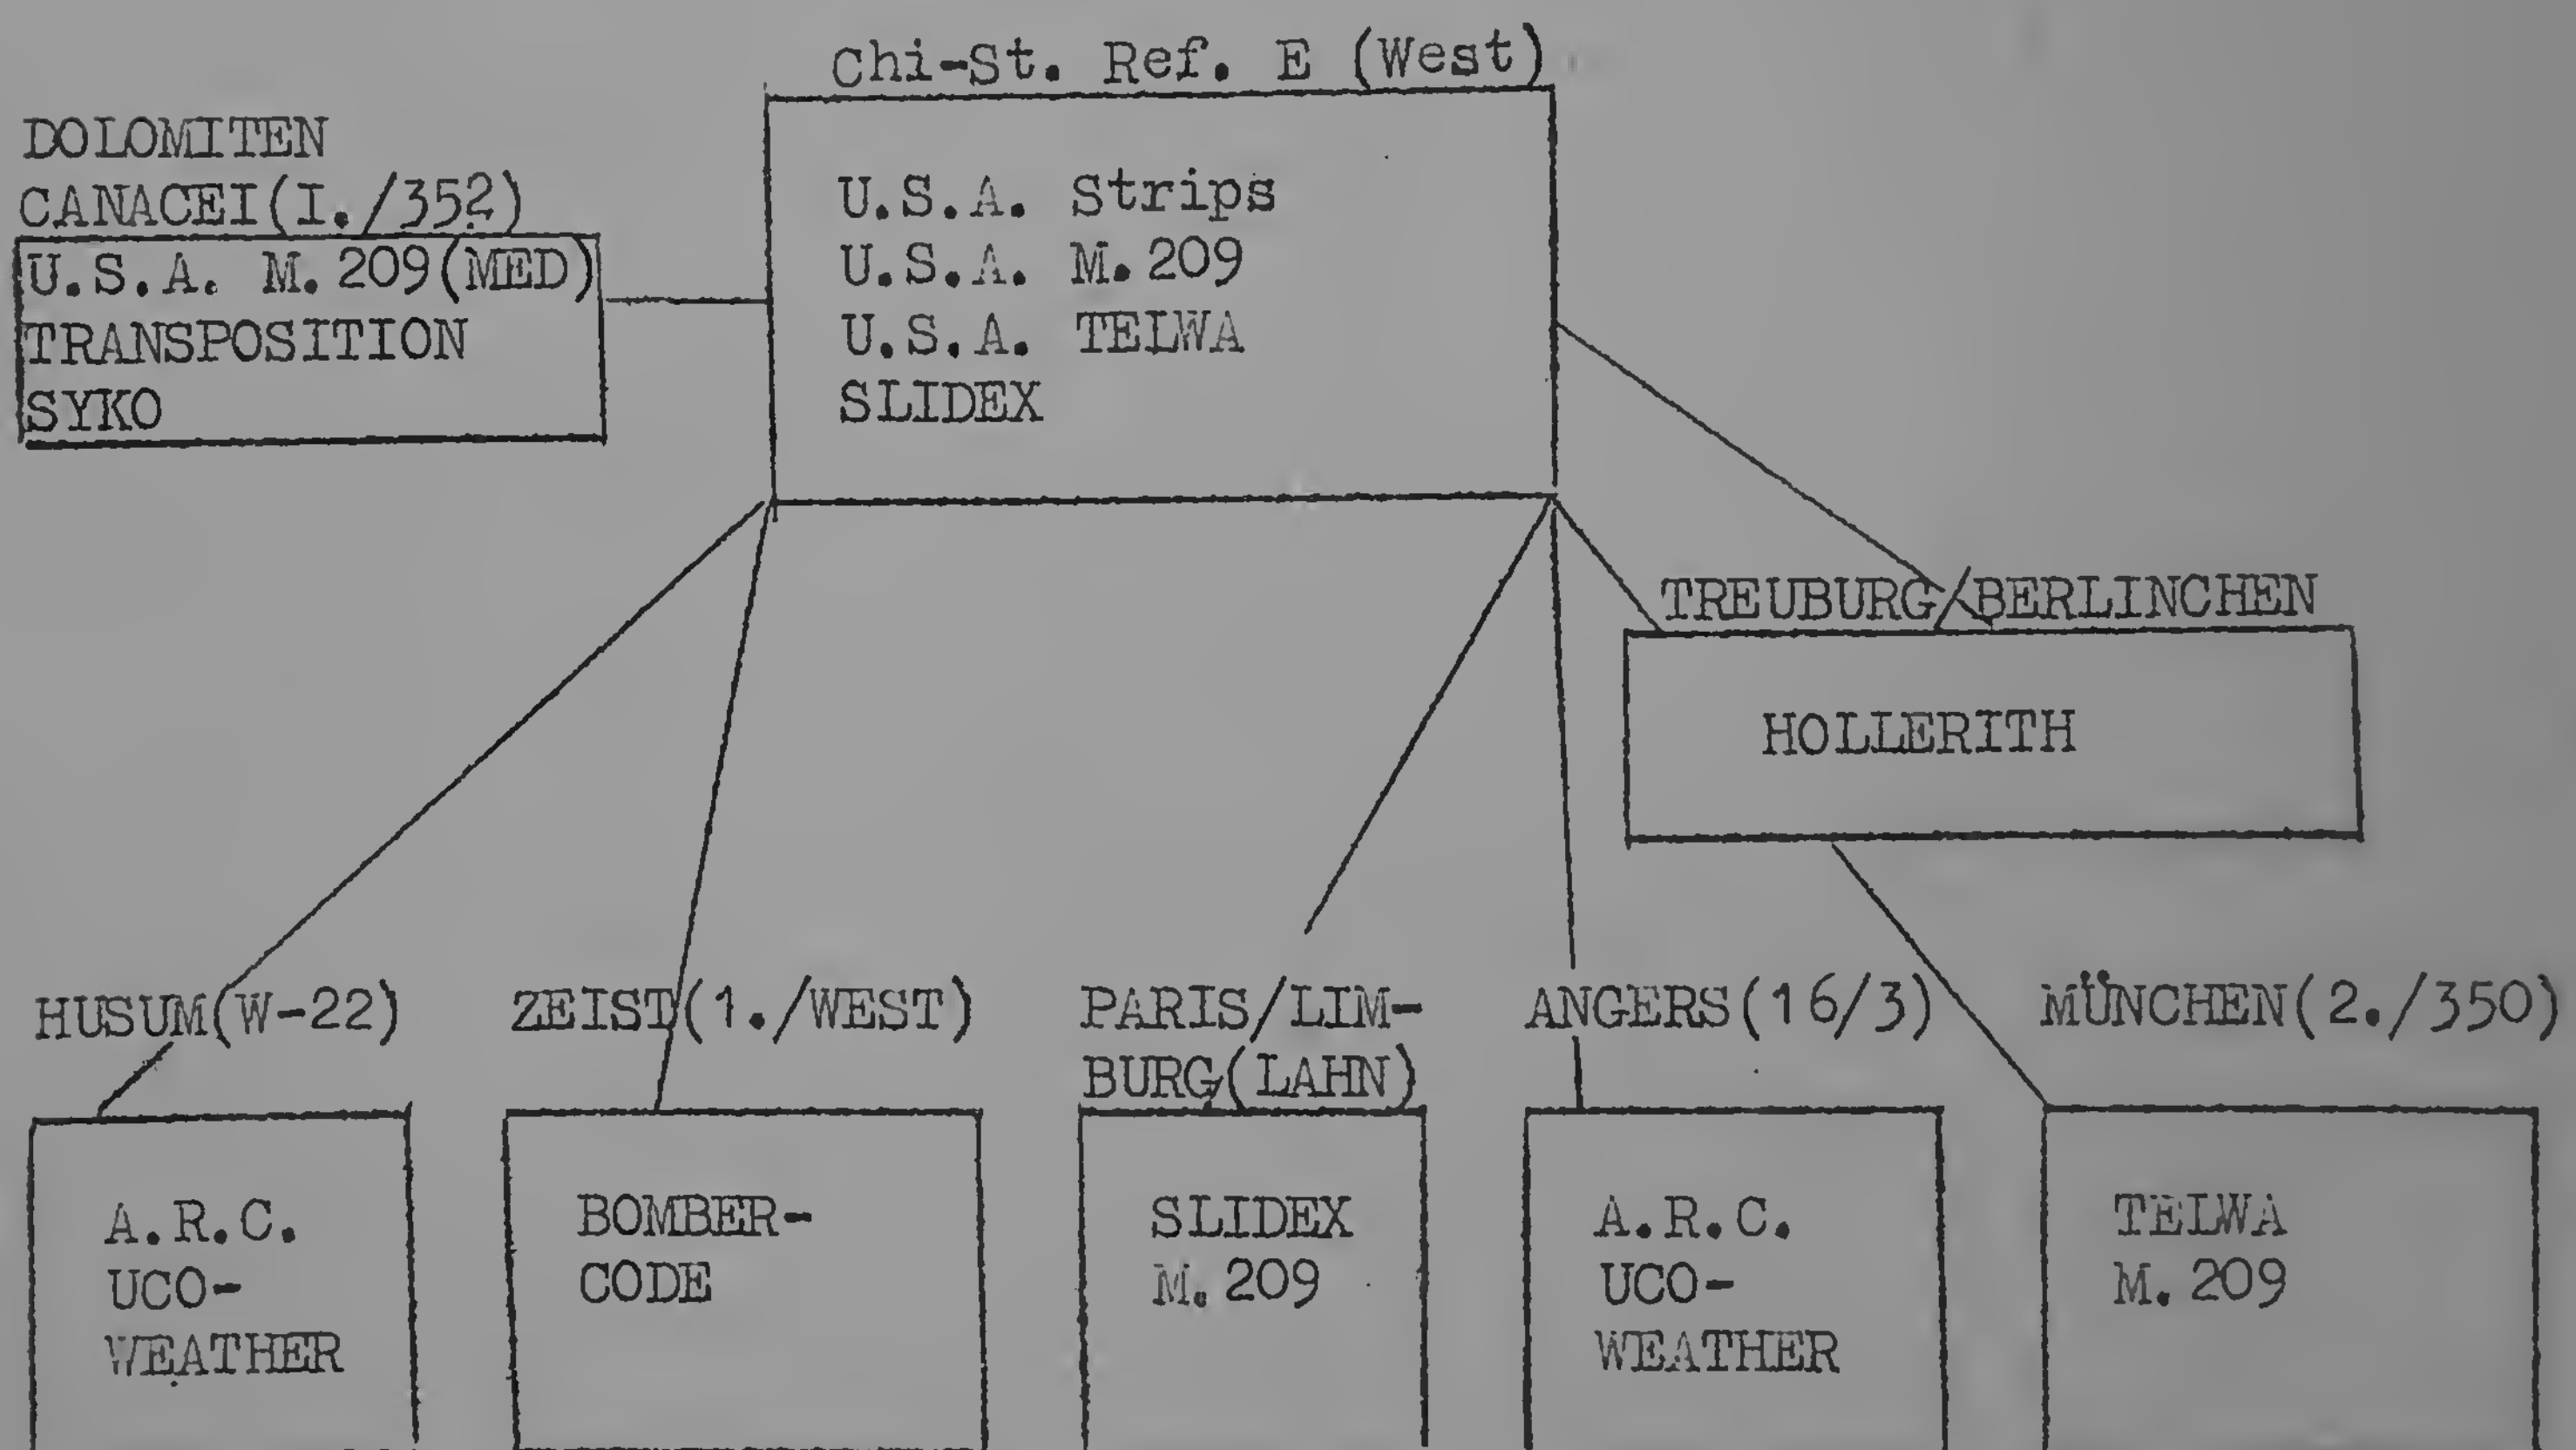 Chi-St. Ref. E (West)
DOLOMITEN
CANACEI(I./352)
U.S.A. M.209(MED)
TRANSPOSITION
SYKO
U.S.A. Strips
U.S.A. M.209
U.S.A. TELWA
SLIDEX
TREUBURG/BERLINCHEN
HOLLERITH
HUSUM(W-22)
A.R.C.
UCO-
WEATHER
ZEIST(1./WEST)
BOMBER-
CODE
PARIS/LIM-
BURG(LAHN)
SLIDEX
M.209
ANGERS(16/3)
A.R.C.
UCO-
WEATHER
MÜNCHEN(2./350)
TELWA
M.209